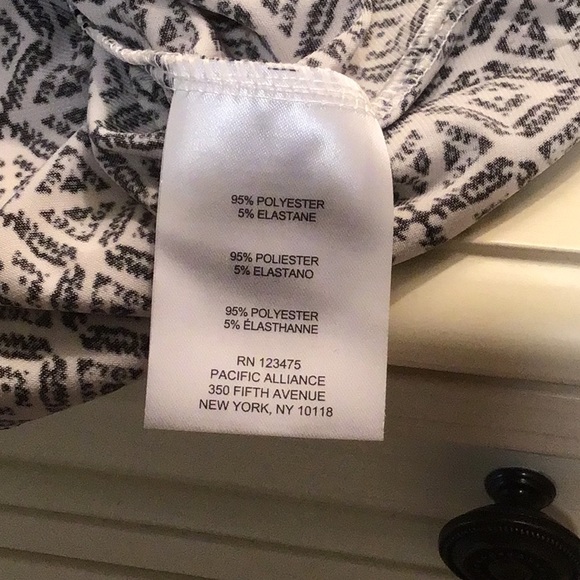 95% POLYESTER
5% ELASTANE
95% POLIESTER
5% ELASTANO
95% POLYESTER
5% ÉLASTHANNE
RN 123475
PACIFIC ALLIANCE
350 FIFTH AVENUE
NEW YORK, NY 10118